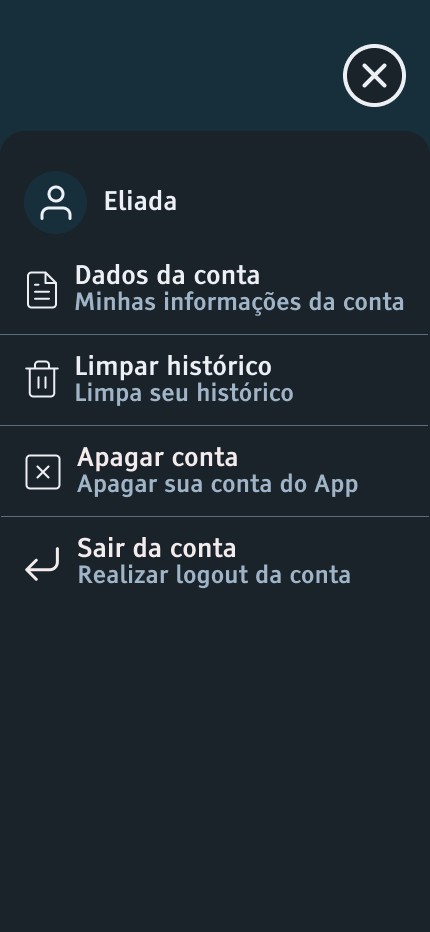 Eliada
Dados da conta
Minhas informações da conta
Limpar histórico
Limpa seu histórico
Apagar conta
Apagar sua conta do App
Sair da conta
Realizar logout da conta